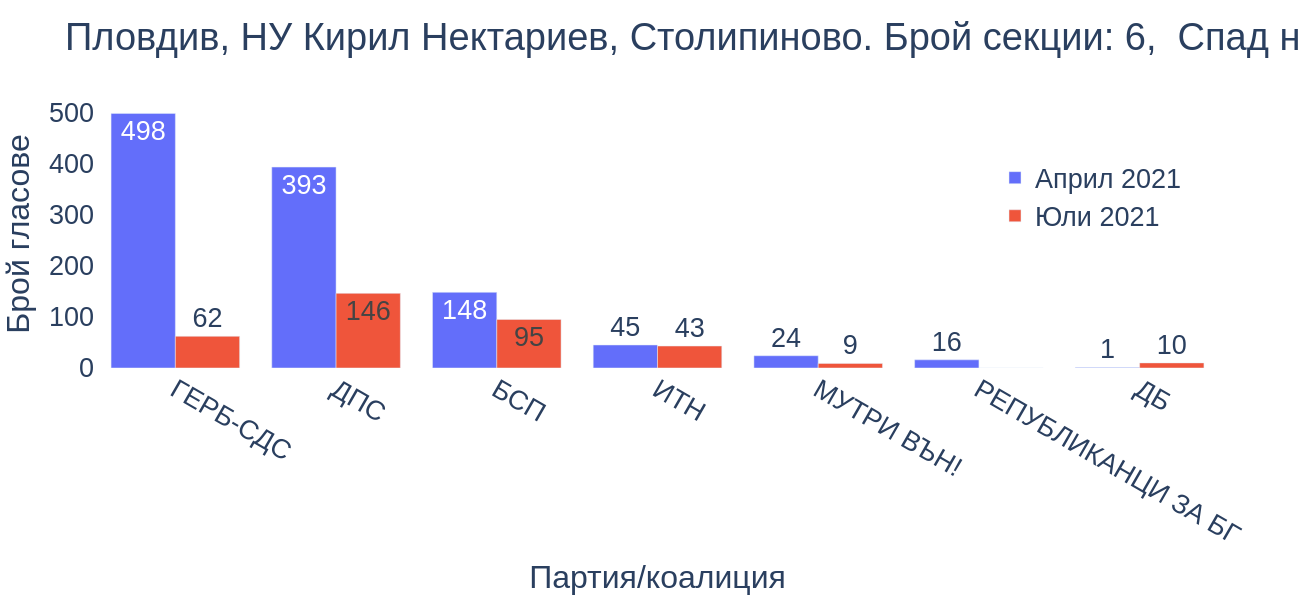 Пловдив, НУ Кирил Нектариев, Столипиново. Брой секции: 6,  Спад н
Брой гласове
500
400
300
200
100
0
498
62
393
146
148
95
45
43
24
9
16
1
10
Април 2021
Юли 2021
ГЕРБ-СДС
ДПС
БСП
ИТН
МУТРИ ВЪН!
РЕПУБЛИКАНЦИ ЗА БГ
ДБ
Партия/коалиция